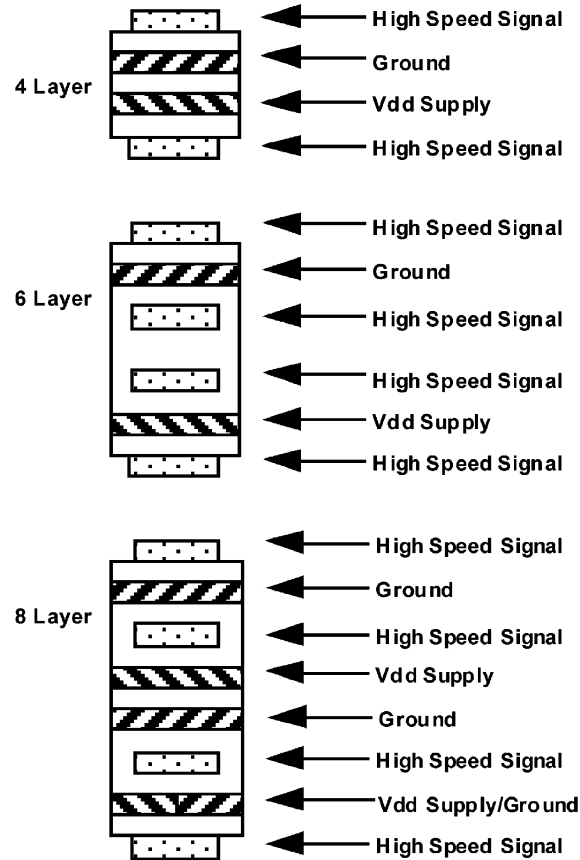 High Speed Signal
Ground
4 Layer
Vdd Supply
High Speed Signal
High Speed Signal
Ground
6 Layer
High Speed Signal
High Speed Signal
Vdd Supply
High Speed Signal
High Speed Signal
Ground
8 Layer
High Speed Signal
Vdd Supply
Ground
High Speed Signal
Vdd Supply/Ground
High Speed Signal